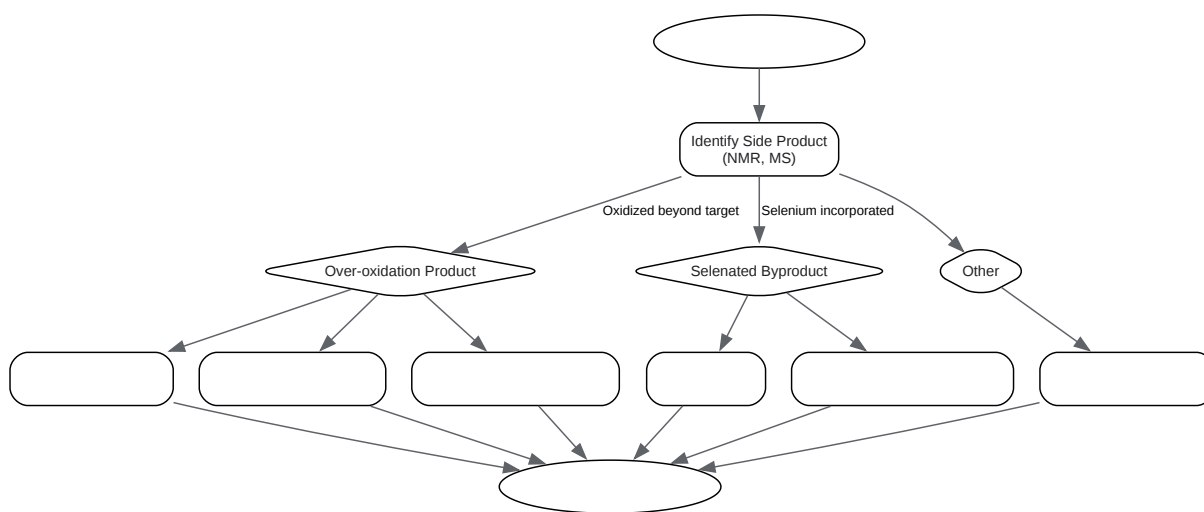 Identify Side Product
(NMR, MS)
Oxidized beyond target
Selenium incorporated
Over-oxidation Product
Selenated Byproduct
Other